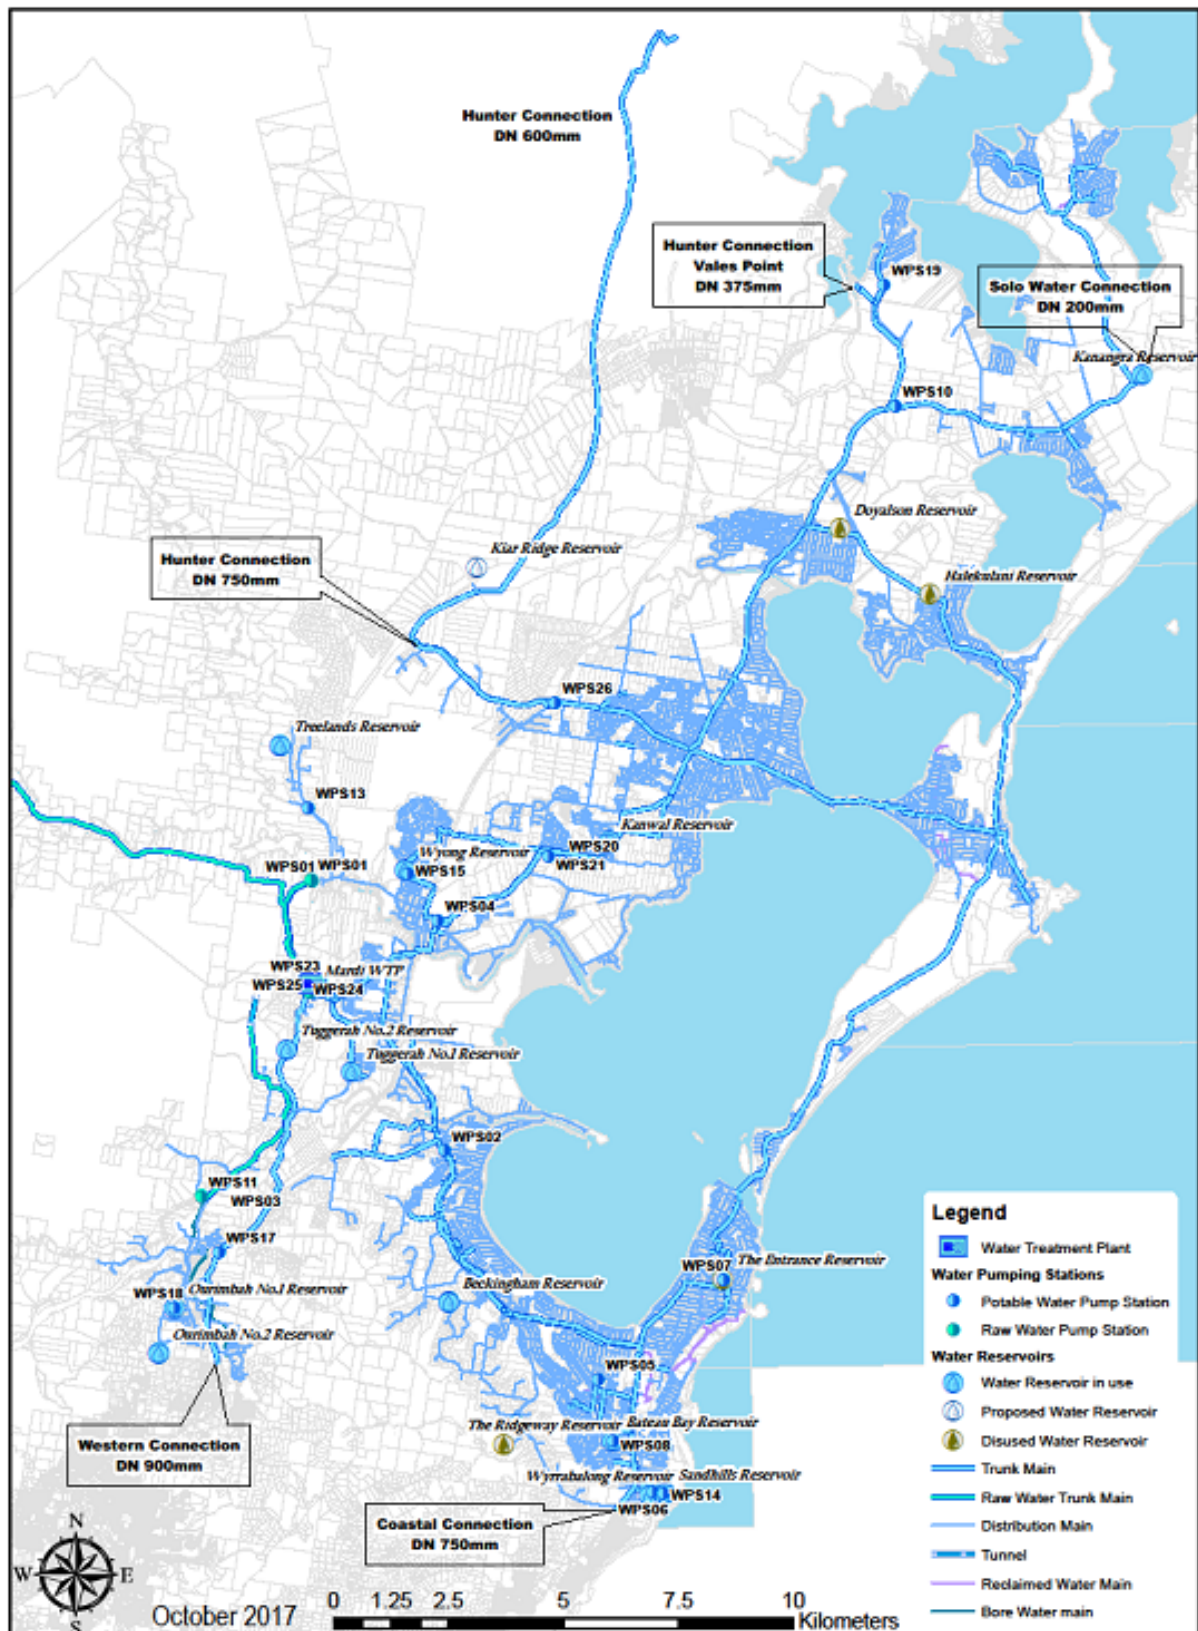 Hunter Connection
DN 600mm
Hunter Connection
Vales Point
DN 375mm
WPS19
Solo Water Connection
DN 200mm
Kanangra Reservoir
WPS10
Doyalson Reservoir
Kiar Ridge Reservoir
Halekulani Reservoir
Hunter Connection
DN 750mm
WPS26
Treelands Reservoir
WPS13
Kanwal Reservoir
WPS20
Wyong Reservoir
WPS21
WPS01
WPS01
WPS15
WPS04
WPS23
Mardi WTP
WPS25
WPS24
Tuggerah No.2 Reservoir
Tuggerah No.1 Reservoir
WPS02
WPS11
WPS03
WPS17
The Entrance Reservoir
WPS07
Beckingham Reservoir
Ourimbah No.1 Reservoir
WPS18
Ourimbah No.2 Reservoir
WPS05
The Ridgeway Reservoir
Bateau Bay Reservoir
WPS08
Western Connection
DN 900mm
Wyrrabalong Reservoir
Sandhills Reservoir
WPS14
WPS06
Coastal Connection
DN 750mm
Legend
Water Treatment Plant
Water Pumping Stations
Potable Water Pump Station
Raw Water Pump Station
Water Reservoirs
Water Reservoir in use
Proposed Water Reservoir
Disused Water Reservoir
Trunk Main
Raw Water Trunk Main
Distribution Main
Tunnel
Reclaimed Water Main
Bore Water main
N
W
E
S
October 2017
0 1.25 2.5 5 7.5 10
Kilometers